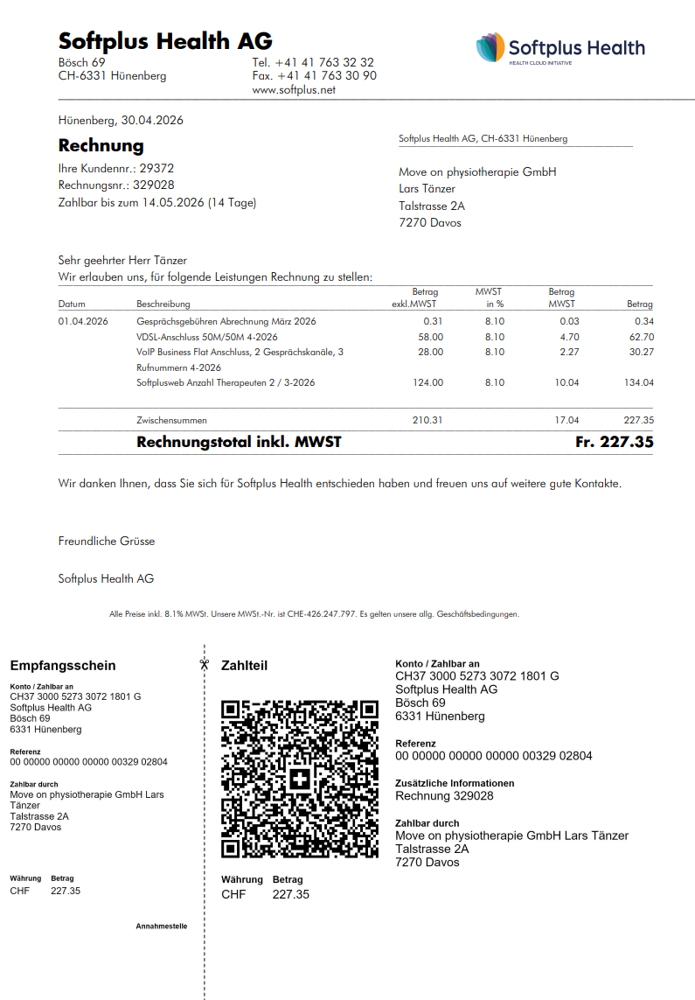 Softplus Health AG
Bösch 69
CH-6331 Hünenberg
Tel. +41 41 763 32 32
Fax. +41 41 763 30 90
www.softplus.net
Softplus Health
HEALTH CLOUD INITIATIVE
Hünenberg, 30.04.2026
Rechnung
Ihre Kundennr.: 29372
Rechnungsnr.: 329028
Zahlbar bis zum 14.05.2026 (14 Tage)
Softplus Health AG, CH-6331 Hünenberg
Move on physiotherapie GmbH
Lars Tänzer
Talstrasse 2A
7270 Davos
Sehr geehrter Herr Tänzer
Wir erlauben uns, für folgende Leistungen Rechnung zu stellen:
Betrag MWST Betrag
Datum Beschreibung exkl.MWST in % MWST Betrag
01.04.2026 Gesprächsgebühren Abrechnung März 2026 0.31 8.10 0.03 0.34
VDSL-Anschluss 50M/50M 4-2026 58.00 8.10 4.70 62.70
VoIP Business Flat Anschluss, 2 Gesprächskanäle, 3 28.00 8.10 2.27 30.27
Rufnummern 4-2026
Softplusweb Anzahl Therapeuten 2 / 3-2026 124.00 8.10 10.04 134.04
Zwischensummen 210.31 17.04 227.35
Rechnungstotal inkl. MWST Fr. 227.35
Wir danken Ihnen, dass Sie sich für Softplus Health entschieden haben und freuen uns auf weitere gute Kontakte.
Freundliche Grüsse
Softplus Health AG
Alle Preise inkl. 8.1% MWSt. Unsere MWSt.-Nr. ist CHE-426.247.797. Es gelten unsere allg. Geschäftsbedingungen.
Empfangsschein
Konto / Zahlbar an
CH37 3000 5273 3072 1801 G
Softplus Health AG
Bösch 69
6331 Hünenberg
Referenz
00 00000 00000 00000 00329 02804
Zahlbar durch
Move on physiotherapie GmbH Lars
Tänzer
Talstrasse 2A
7270 Davos
Währung Betrag
CHF 227.35
Annahmestelle
Zahlteil
Währung Betrag
CHF 227.35
Konto / Zahlbar an
CH37 3000 5273 3072 1801 G
Softplus Health AG
Bösch 69
6331 Hünenberg
Referenz
00 00000 00000 00000 00329 02804
Zusätzliche Informationen
Rechnung 329028
Zahlbar durch
Move on physiotherapie GmbH Lars Tänzer
Talstrasse 2A
7270 Davos